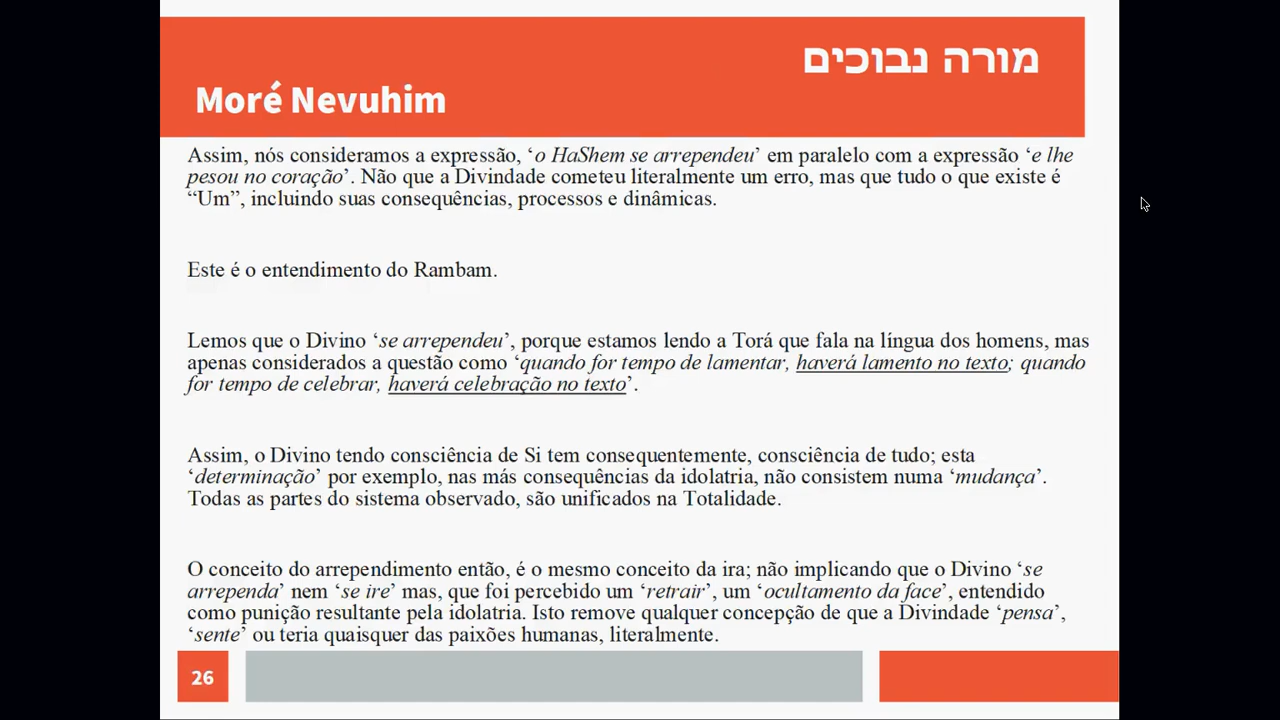 מורה נבוכים
Moré Nevuhim
Assim, nós consideramos a expressão, ‘o HaShem se arrependeu’ em paralelo com a expressão ‘e lhe
pesou no coração’. Não que a Divindade cometeu literalmente um erro, mas que tudo o que existe é
“Um”, incluindo suas consequências, processos e dinâmicas.
Este é o entendimento do Rambam.
Lemos que o Divino ‘se arrependeu’, porque estamos lendo a Torá que fala na língua dos homens, mas
apenas considerados a questão como ‘quando for tempo de lamentar, haverá lamento no texto; quando
for tempo de celebrar, haverá celebração no texto’.
Assim, o Divino tendo consciência de Si tem consequentemente, consciência de tudo; esta
‘determinação’ por exemplo, nas más consequências da idolatria, não consistem numa ‘mudança’.
Todas as partes do sistema observado, são unificados na Totalidade.
O conceito do arrependimento então, é o mesmo conceito da ira; não implicando que o Divino ‘se
arrependa’ nem ‘se ire’ mas, que foi percebido um ‘retrair’, um ‘ocultamento da face’, entendido
como punição resultante pela idolatria. Isto remove qualquer concepção de que a Divindade ‘pensa’,
‘sente’ ou teria quaisquer das paixões humanas, literalmente.
26